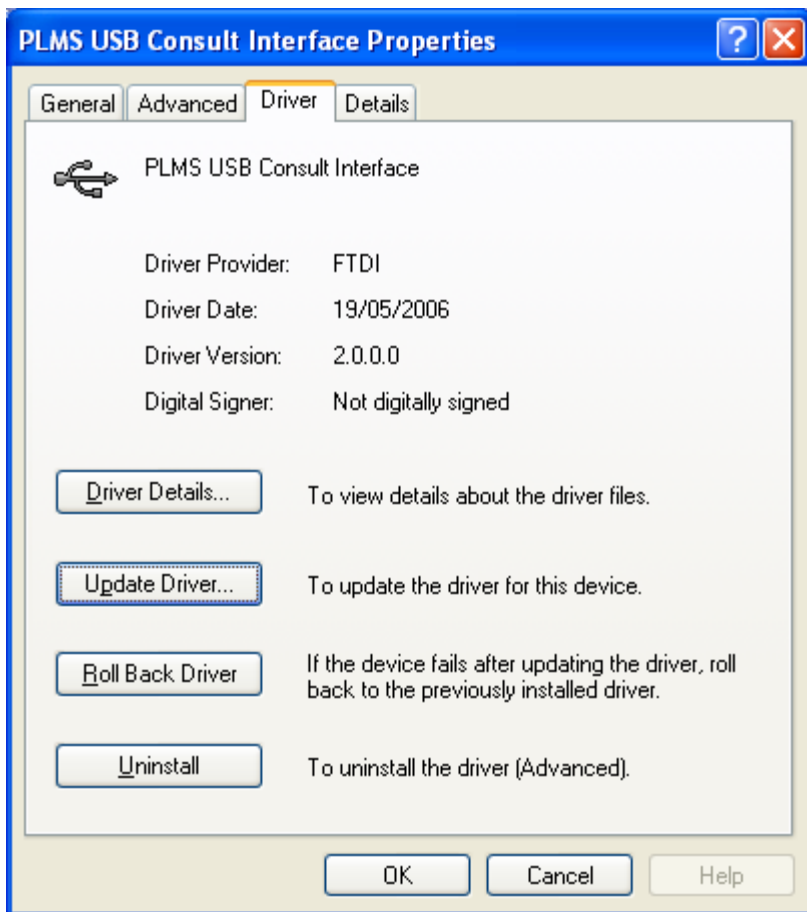 PLMS USB Consult Interface Properties
General Advanced Driver Details
PLMS USB Consult Interface
Driver Provider: FTDI
Driver Date: 19/05/2006
Driver Version: 2.0.0.0
Digital Signer: Not digitally signed
Driver Details... To view details about the driver files.
Update Driver... To update the driver for this device.
Roll Back Driver If the device fails after updating the driver, roll
back to the previously installed driver.
Uninstall To uninstall the driver (Advanced).
OK Cancel Help